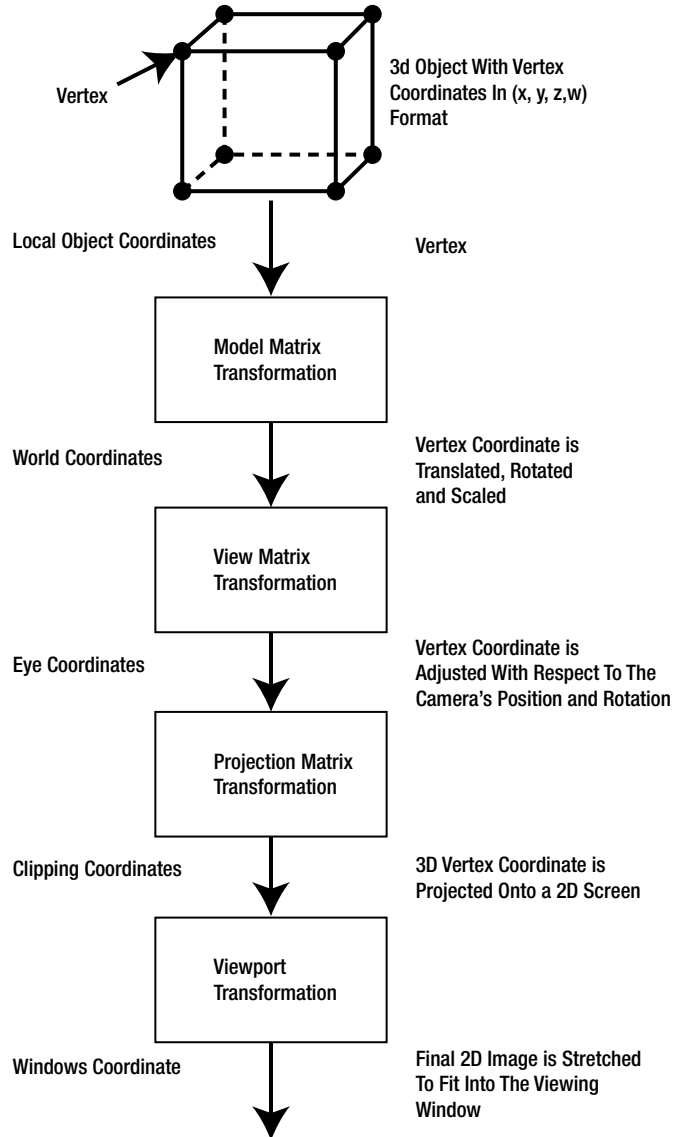 3d Object With Vertex
Coordinates In (x, y, z,w)
Format
Vertex
Local Object Coordinates
Vertex
Model Matrix
Transformation
World Coordinates
Vertex Coordinate is
Translated, Rotated
and Scaled
View Matrix
Transformation
Eye Coordinates
Vertex Coordinate is
Adjusted With Respect To The
Camera's Position and Rotation
Projection Matrix
Transformation
Clipping Coordinates
3D Vertex Coordinate is
Projected Onto a 2D Screen
Viewport
Transformation
Windows Coordinate
Final 2D Image is Stretched
To Fit Into The Viewing
Window